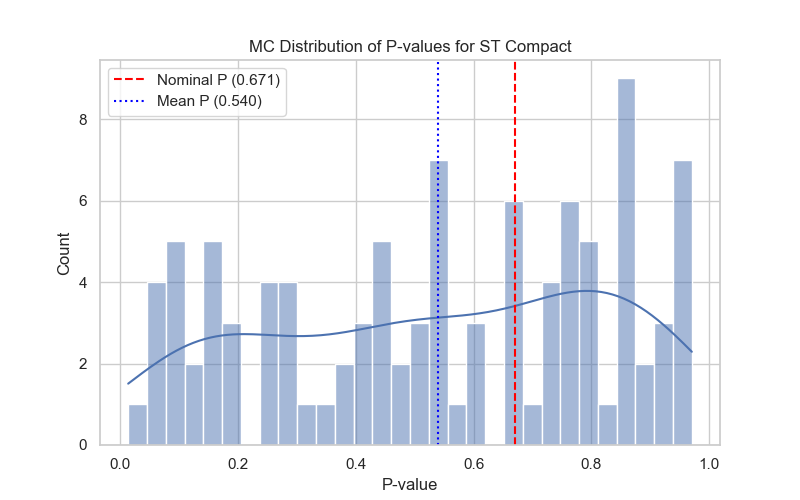 MC Distribution of P-values for ST Compact
Nominal P (0.671)
Mean P (0.540)
Count
8
6
4
2
0
0.0 0.2 0.4 0.6 0.8 1.0
P-value